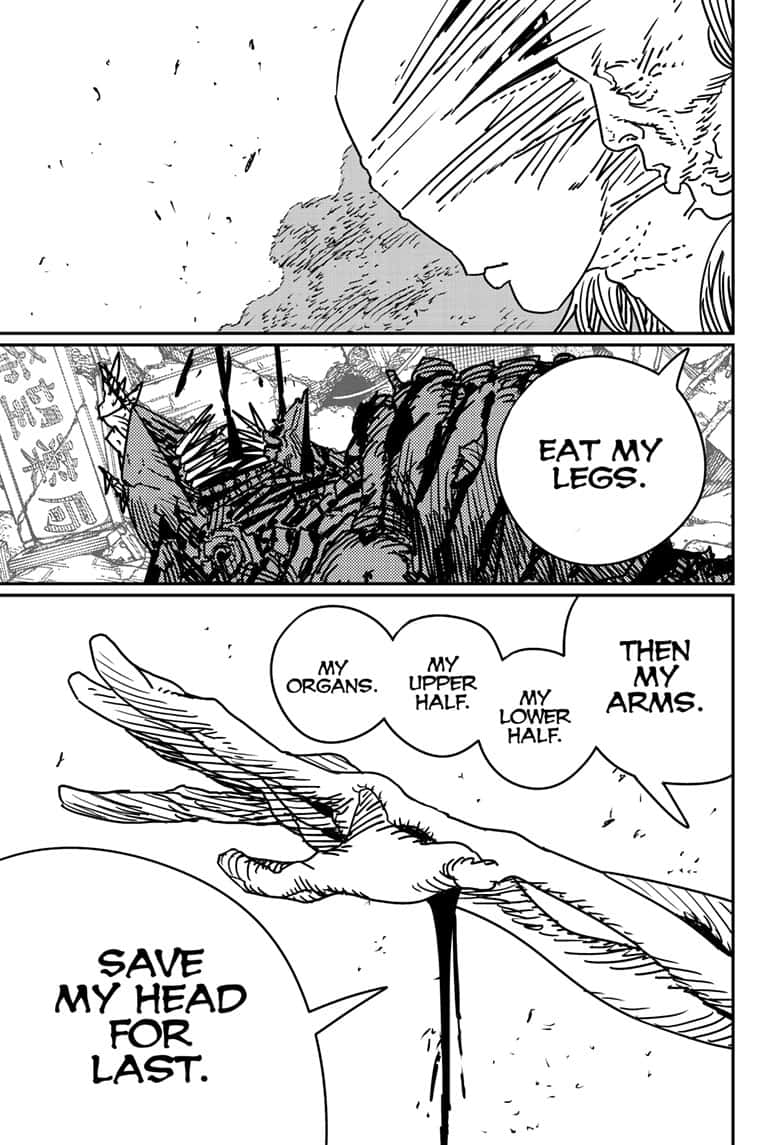 EAT MY
LEGS.
THEN
MY
ARMS.
MY
LOWER
HALF.
MY
UPPER
HALF.
MY
ORGANS.
SAVE
MY HEAD
FOR
LAST.